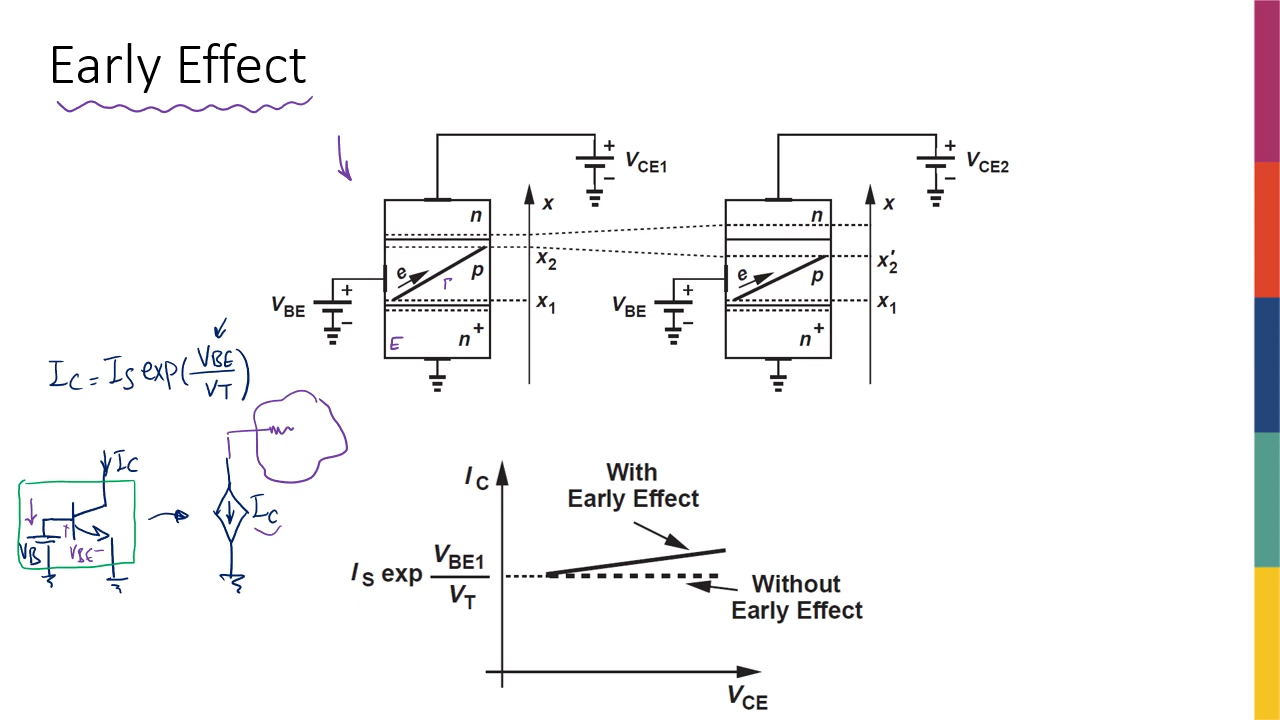 Early Effect
+
VCE1
−
n
x
e
p
x2
VBE
+
−
x1
E
n+
+
VCE2
−
n
x
e
p
x2′
VBE
+
−
x1
n+
IC = IS exp(VBE/VT)
IC
VB
+ VBE −
IC
IC
With
Early Effect
IS exp VBE1/VT
Without
Early Effect
VCE